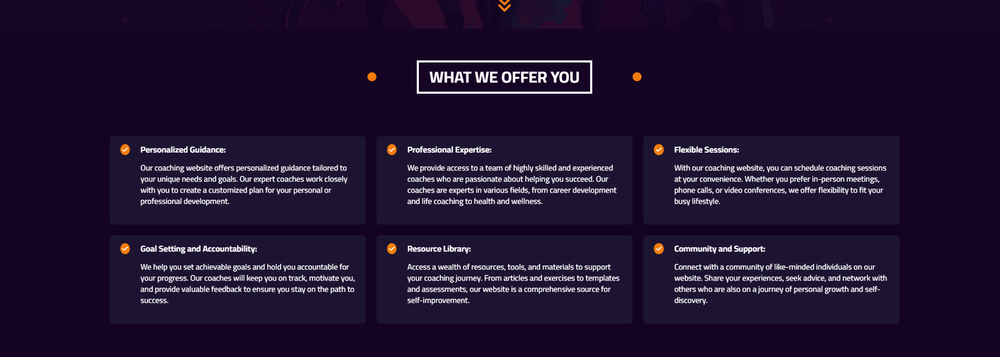 WHAT WE OFFER YOU
Personalized Guidance:
Our coaching website offers personalized guidance tailored to
your unique needs and goals. Our expert coaches work closely
with you to create a customized plan for your personal or
professional development.
Professional Expertise:
We provide access to a team of highly skilled and experienced
coaches who are passionate about helping you succeed. Our
coaches are experts in various fields, from career development
and life coaching to health and wellness.
Flexible Sessions:
With our coaching website, you can schedule coaching sessions
at your convenience. Whether you prefer in-person meetings,
phone calls, or video conferences, we offer flexibility to fit your
busy lifestyle.
Goal Setting and Accountability:
We help you set achievable goals and hold you accountable for
your progress. Our coaches will keep you on track, motivate you,
and provide valuable feedback to ensure you stay on the path to
success.
Resource Library:
Access a wealth of resources, tools, and materials to support
your coaching journey. From articles and exercises to templates
and assessments, our website is a comprehensive source for
self-improvement.
Community and Support:
Connect with a community of like-minded individuals on our
website. Share your experiences, seek advice, and network with
others who are also on a journey of personal growth and self-
discovery.